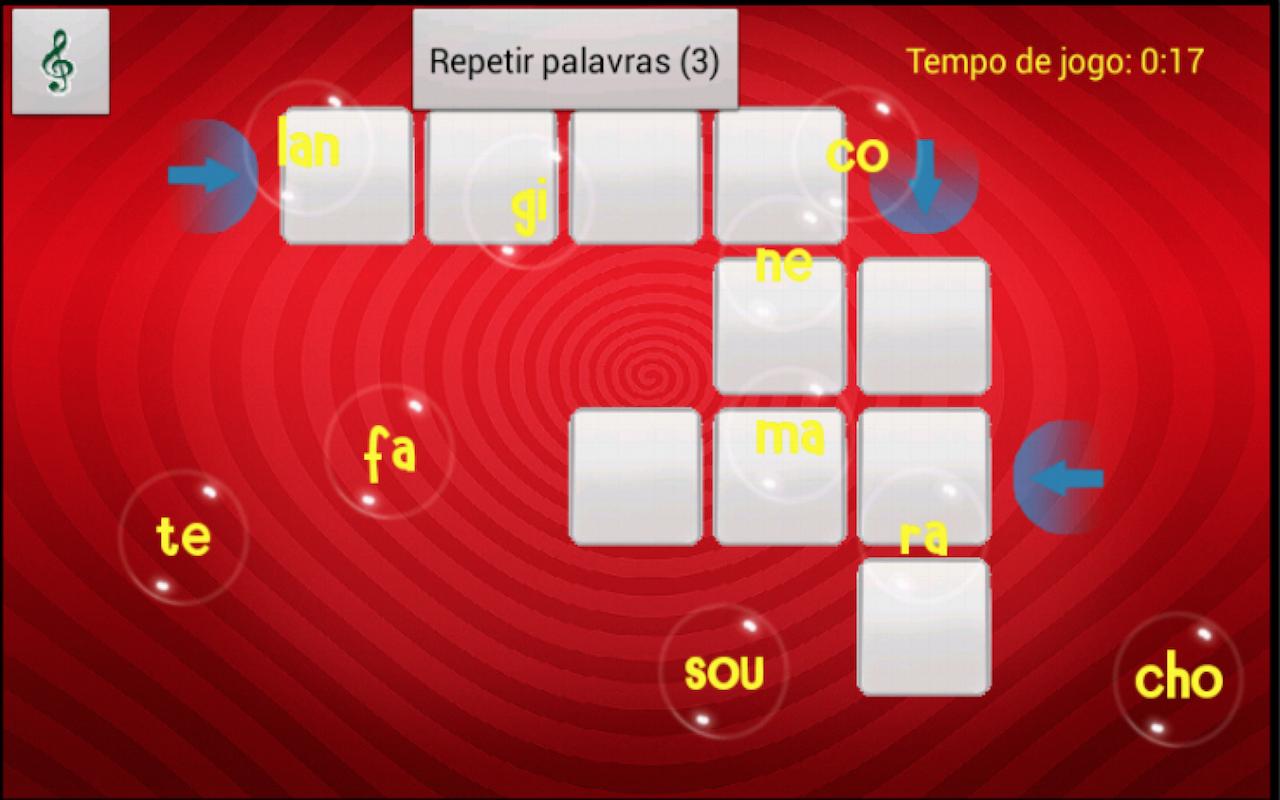 Repetir palavras (3)
Tempo de jogo: 0:17
lan
co
gi
ne
ma
fa
te
ra
sou
cho